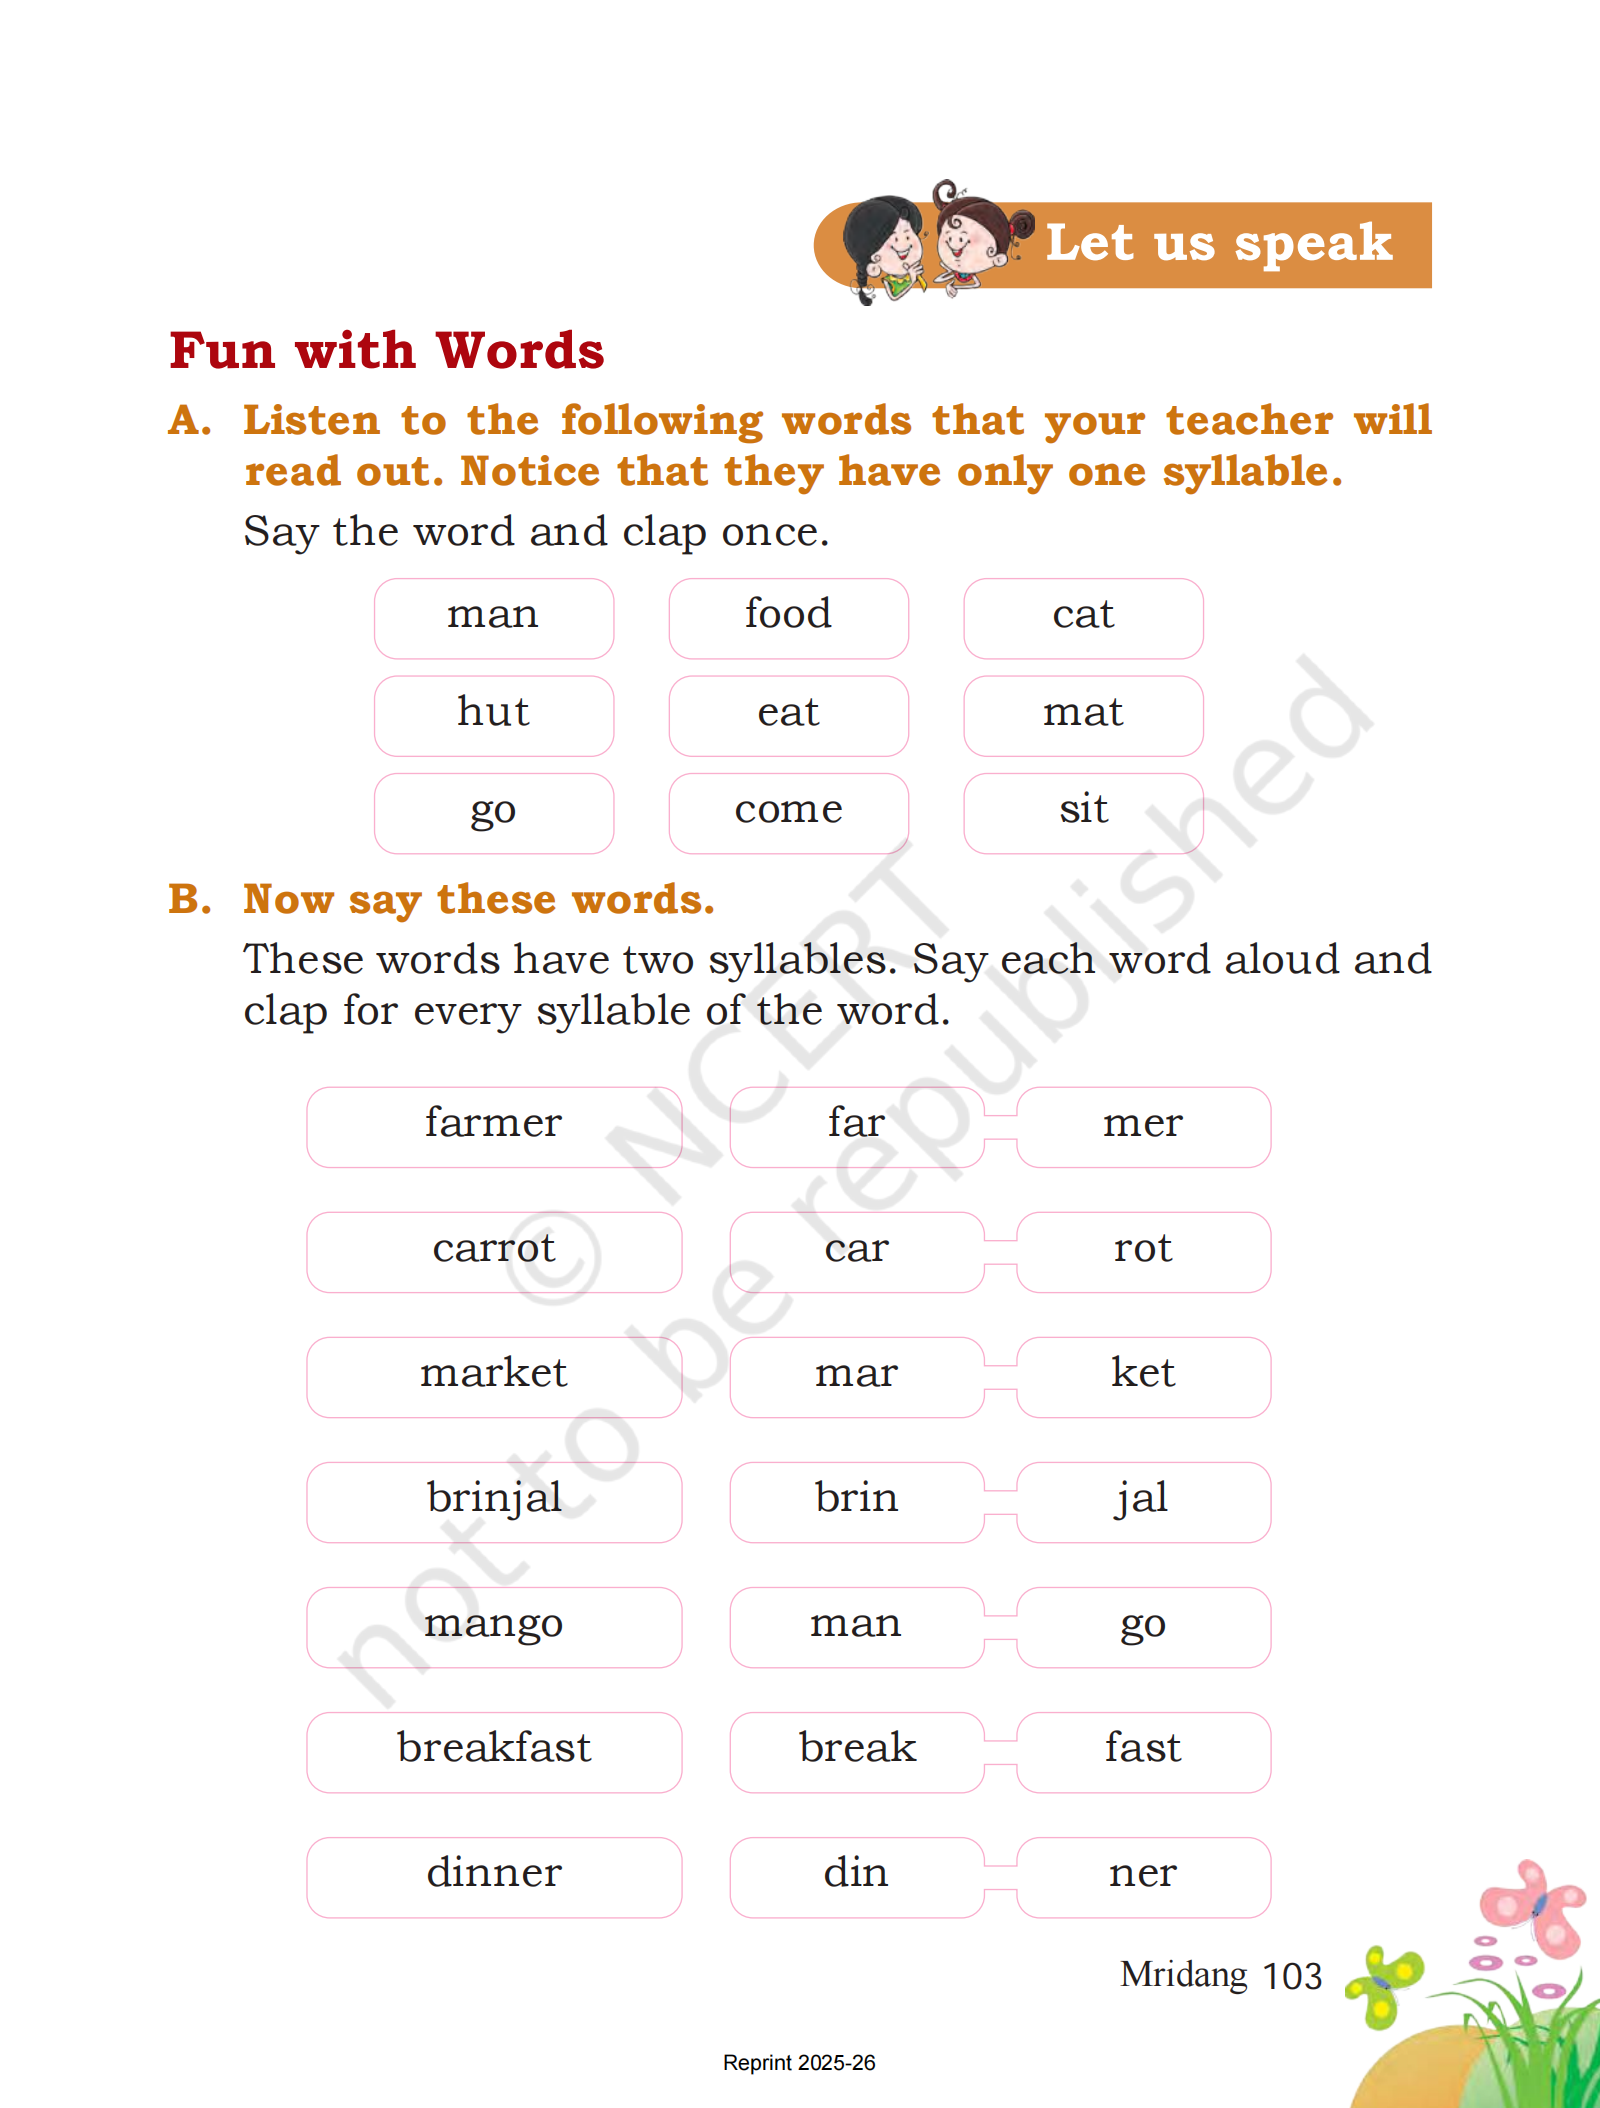 Let us speak
Fun with Words
A. Listen to the following words that your teacher will
read out. Notice that they have only one syllable.
Say the word and clap once.
man food cat
hut eat mat
go come sit
B. Now say these words.
These words have two syllables. Say each word aloud and
clap for every syllable of the word.
farmer far mer
carrot car rot
market mar ket
brinjal brin jal
mango man go
breakfast break fast
dinner din ner
© NCERT
not to be republished
Mridang 103
Reprint 2025-26